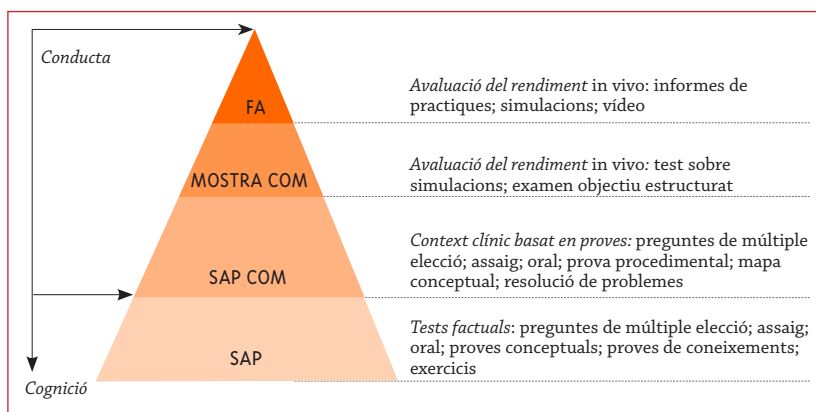 Conducta
FA
Avaluació del rendiment in vivo: informes de
practiques; simulacions; vídeo
MOSTRA COM
Avaluació del rendiment in vivo: test sobre
simulacions; examen objectiu estructurat
SAP COM
Context clínic basat en proves: preguntes de múltiple
elecció; assaig; oral; prova procedimental; mapa
conceptual; resolució de problemes
SAP
Tests factuals: preguntes de múltiple elecció; assaig;
oral; proves conceptuals; proves de coneixements;
exercicis
Cognició